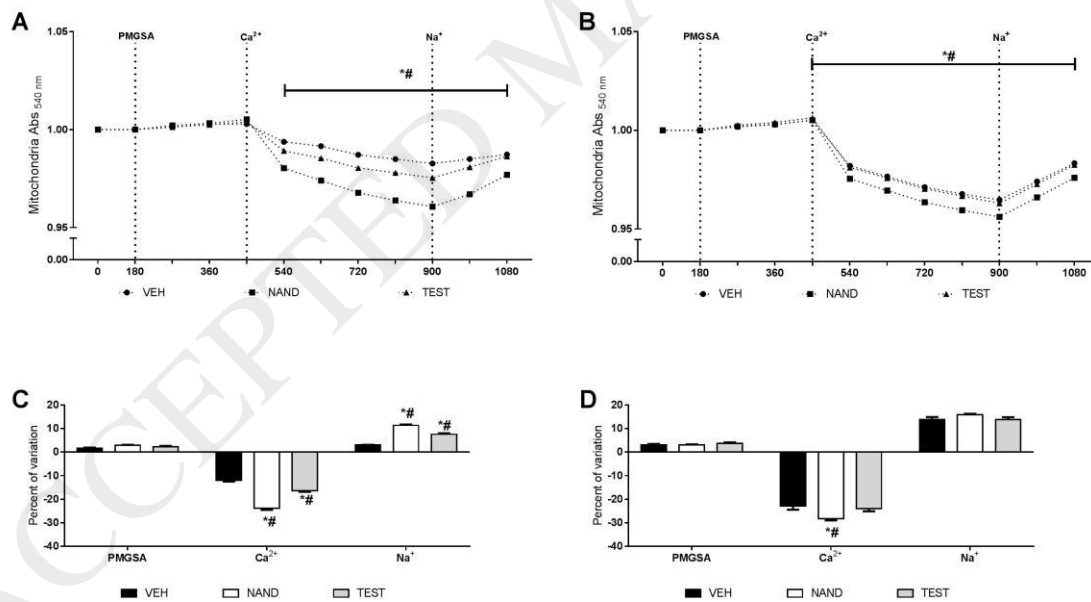 A
1.05
PMGSA
Ca²⁺
Na⁺
*#
Mitochondria Abs 540 nm
1.00
0.95
0.00
0 180 360 540 720 900 1080
VEH NAND TEST
B
1.05
PMGSA
Ca²⁺
Na⁺
*#
Mitochondria Abs 540 nm
1.00
0.95
0.00
0 180 360 540 720 900 1080
VEH NAND TEST
C
Percent of variation
20
10
0
-10
-20
-30
-40
*#
*#
*#
*#
PMGSA Ca²⁺ Na⁺
VEH NAND TEST
D
Percent of variation
20
10
0
-10
-20
-30
-40
*#
PMGSA Ca²⁺ Na⁺
VEH NAND TEST
ACCEPTED MA